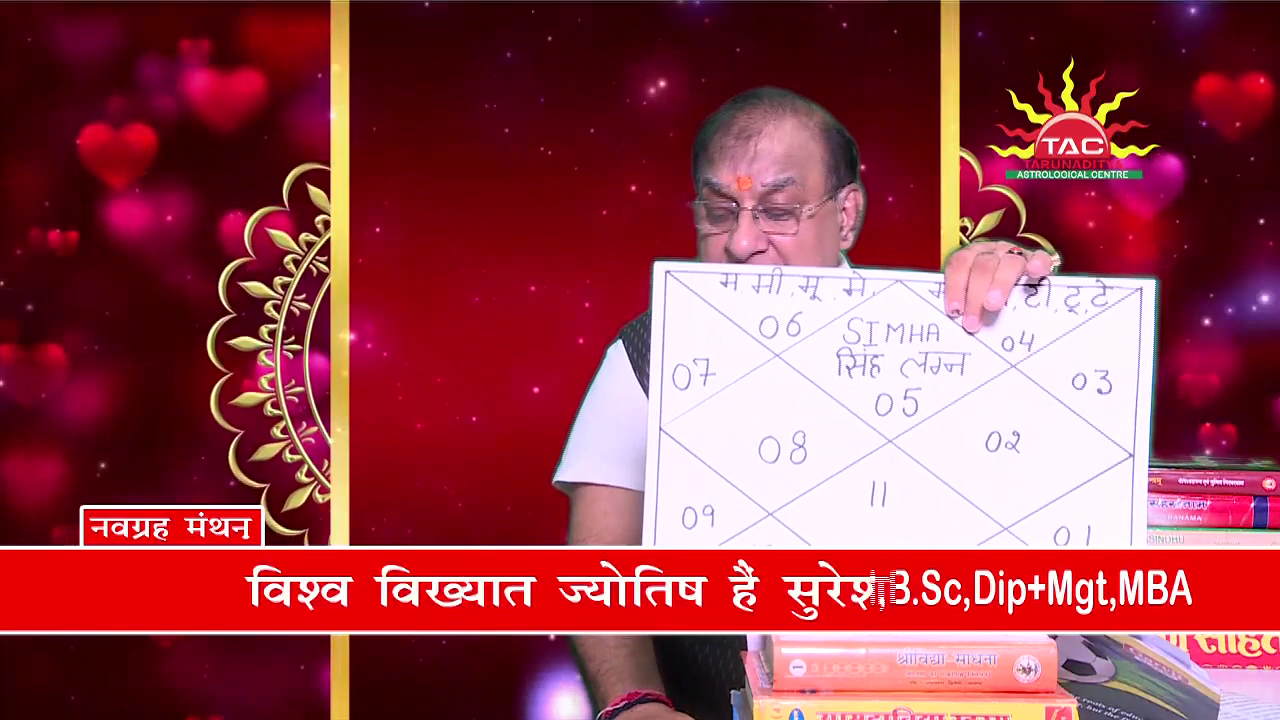 TAC
TARUNADITYA
ASTROLOGICAL CENTRE
म.मी.मू.मे.
टी.टू.टे
06
SIMHA
सिंह लग्न
05
04
07
03
08
02
11
09
01
नवग्रह मंथन
विश्व विख्यात ज्योतिष हैं सुरेश
B.Sc,Dip+Mgt,MBA
श्रीविद्या-साधना
1